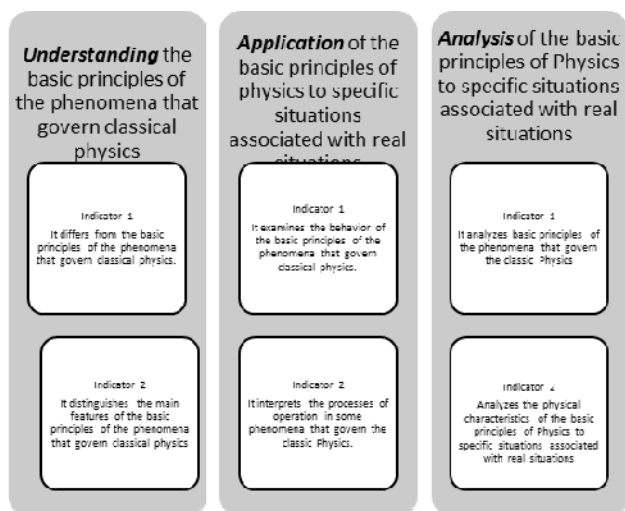 Understanding the
basic principles of
the phenomena that
govern classical
physics
Indicator 1
It differs from the basic
principles of the phenomena
that govern classical physics.
Indicator 2
It distinguishes the main
features of the basic
principles of the phenomena
that govern classical physics
Application of the
basic principles of
physics to specific
situations
associated with real
situations
Indicator 1
It examines the behavior of
the basic principles of the
phenomena that govern
classical physics.
Indicator 2
It interprets the processes of
operation in some
phenomena that govern the
classic Physics.
Analysis of the basic
principles of Physics
to specific situations
associated with real
situations
Indicator 1
It analyzes basic principles of
the phenomena that govern
the classic Physics
Indicator 2
Analyzes the physical
characteristics of the basic
principles of Physics to
specific situations associated
with real situations